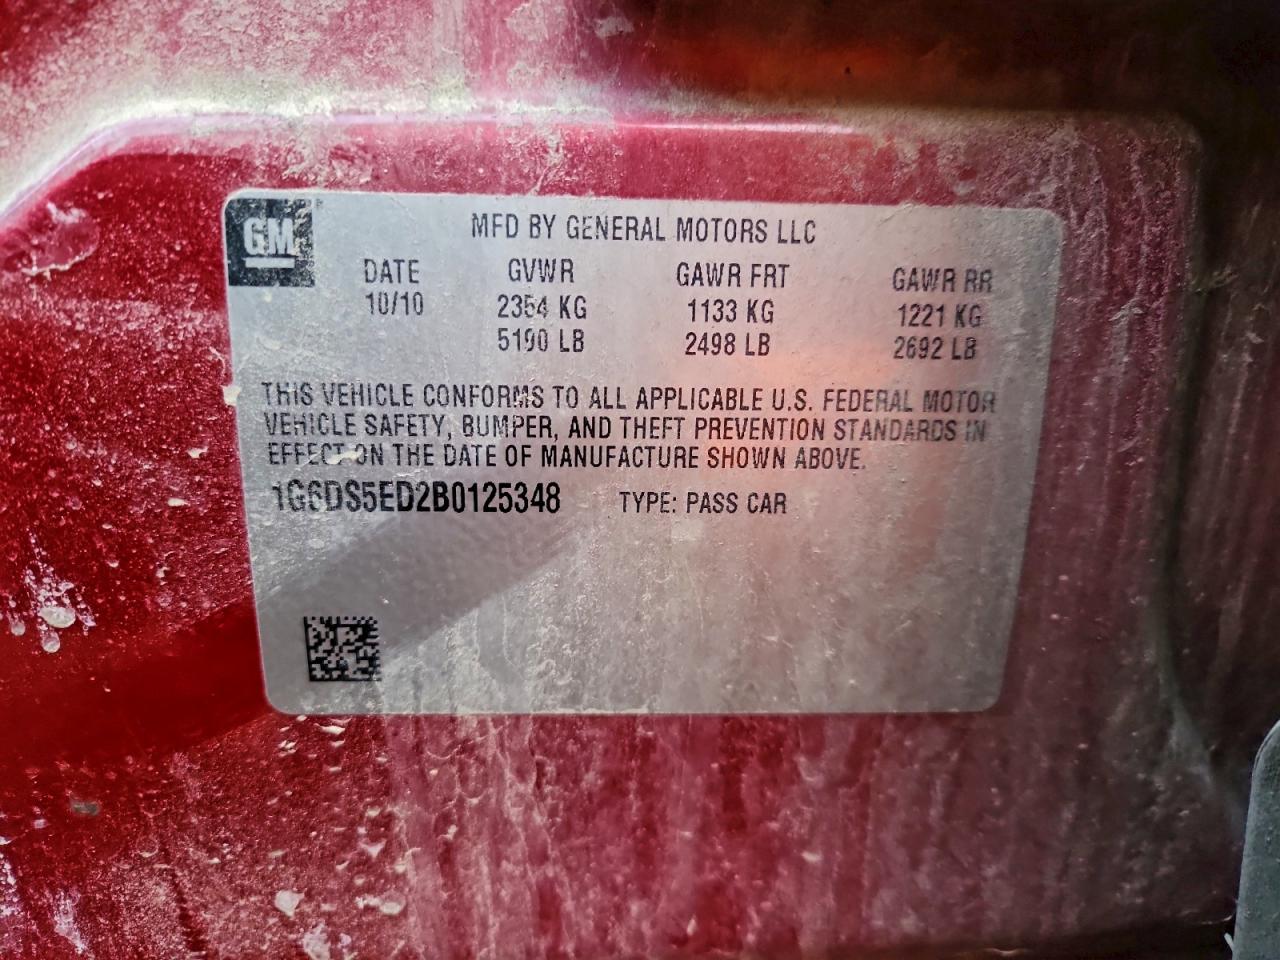 GM
MFD BY GENERAL MOTORS LLC
DATE GVWR GAWR FRT GAWR RR
10/10 2354 KG 1133 KG 1221 KG
5190 LB 2498 LB 2692 LB
THIS VEHICLE CONFORMS TO ALL APPLICABLE U.S. FEDERAL MOTOR
VEHICLE SAFETY, BUMPER, AND THEFT PREVENTION STANDARDS IN
EFFECT ON THE DATE OF MANUFACTURE SHOWN ABOVE.
1G6DS5ED2B0125348 TYPE: PASS CAR